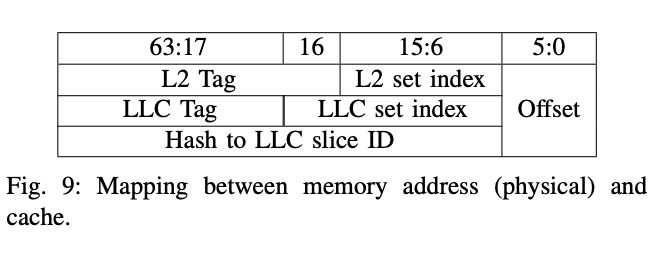 63:17 16 15:6 5:0
L2 Tag L2 set index
LLC Tag LLC set index Offset
Hash to LLC slice ID
Fig. 9: Mapping between memory address (physical) and
cache.